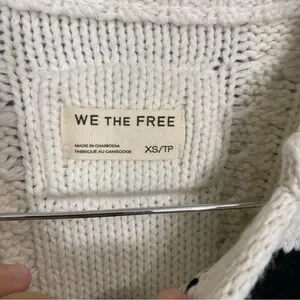 WE THE FREE
MADE IN CAMBODIA
FABRIQUÉ AU CAMBODGE
XS/TP